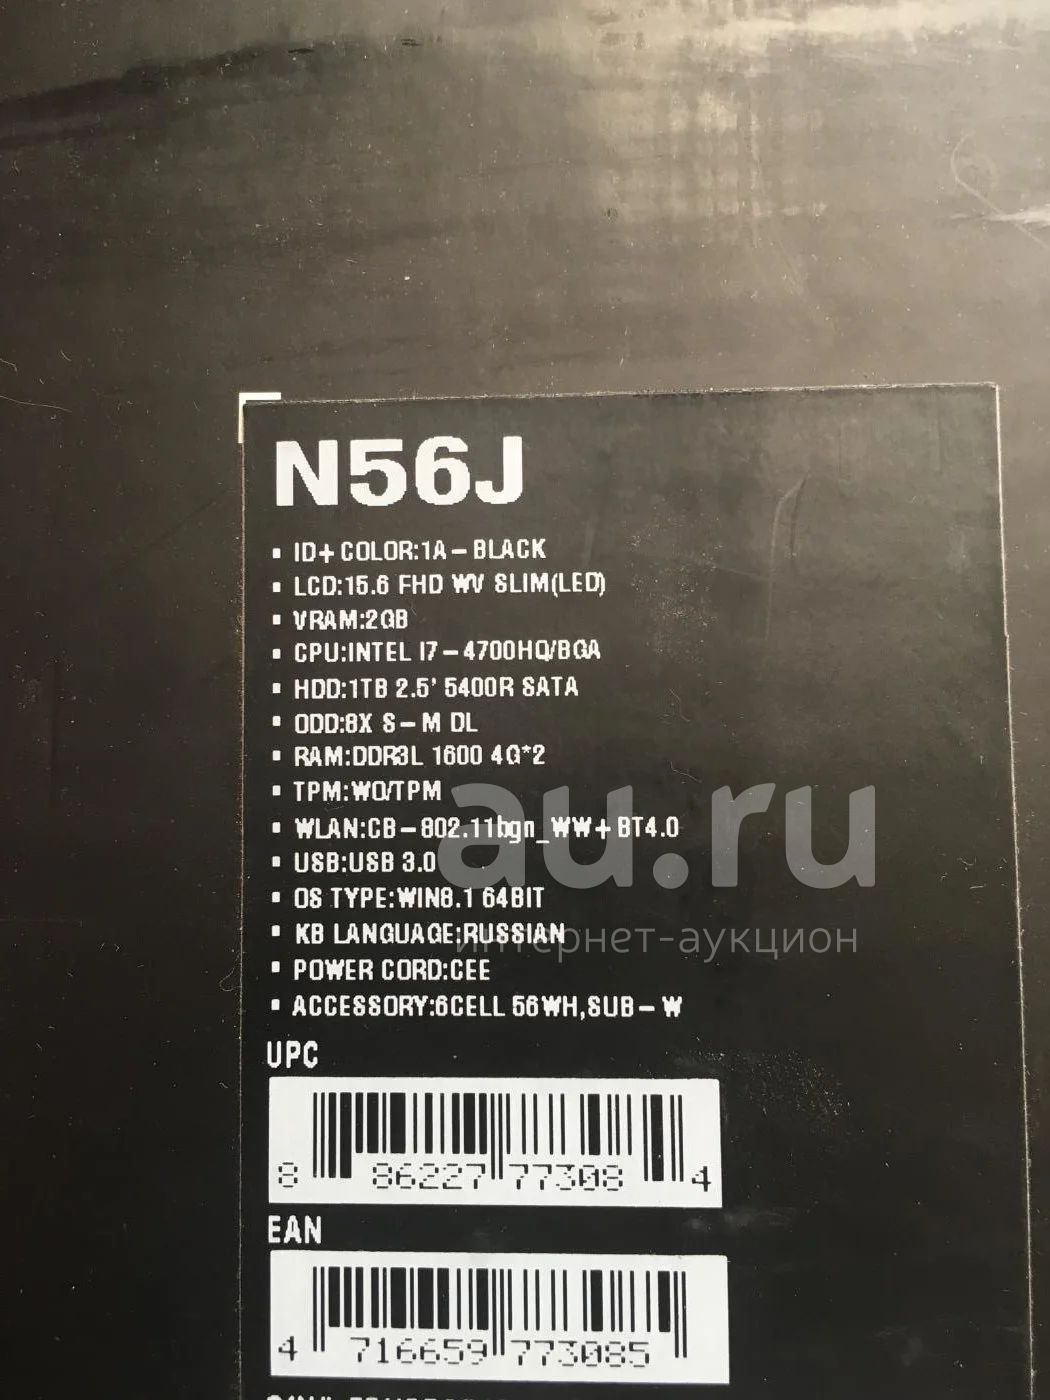 N56J
▪ ID+ COLOR:1A-BLACK
▪ LCD:15.6 FHD WV SLIM(LED)
▪ VRAM:2GB
▪ CPU:INTEL I7-4700HQ/BGA
▪ HDD:1TB 2.5' 5400R SATA
▪ ODD:8X S-M DL
▪ RAM:DDR3L 1600 4G*2
▪ TPM:WO/TPM
▪ WLAN:CB-802.11bgn_WW+BT4.0
▪ USB:USB 3.0
▪ OS TYPE:WIN8.1 64BIT
▪ KB LANGUAGE:RUSSIAN
▪ POWER CORD:CEE
▪ ACCESSORY:6CELL 56WH,SUB-W
au.ru
интернет-аукцион
UPC
8 86227 77308 4
EAN
4 716659 773085